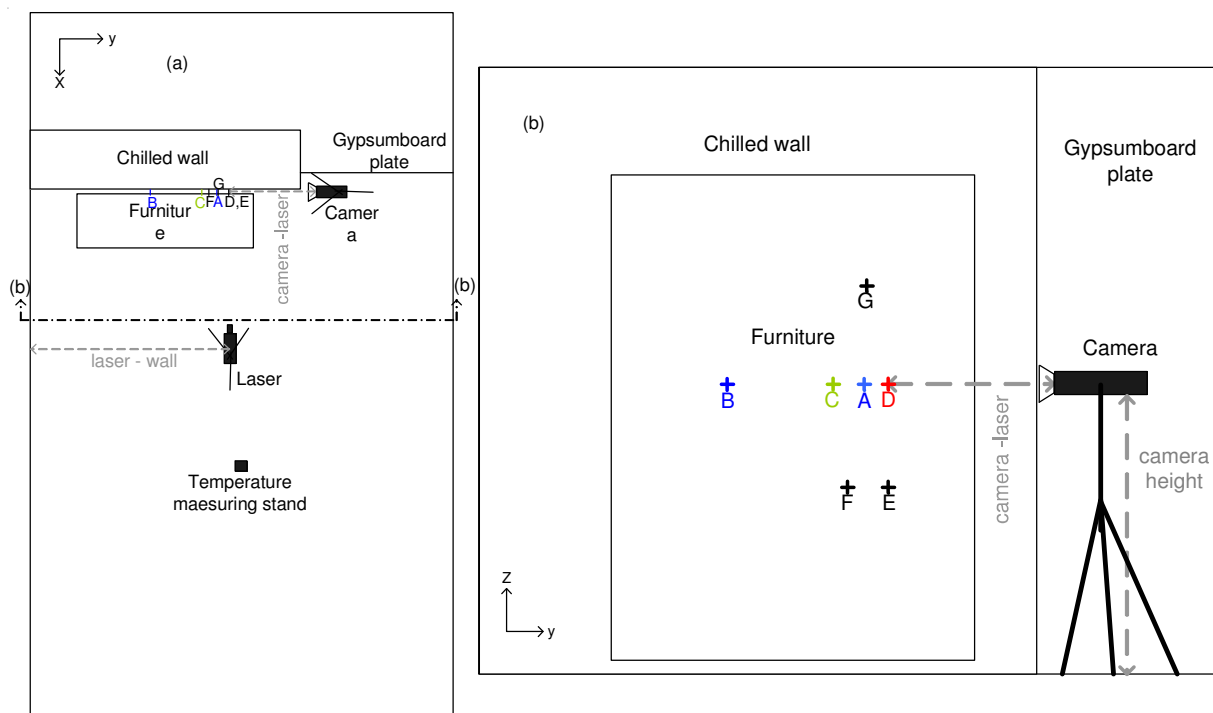 y
X
(a)
Gypsumboard
plate
Chilled wall
G
B
C
F
A
D,E
Furnitur
e
Camer
a
camera -laser
(b)
(b)
laser - wall
Laser
Temperature
maesuring stand
(b)
Chilled wall
Gypsumboard
plate
G
Furniture
Camera
B
C
A
D
camera -laser
camera
height
F
E
Z
y